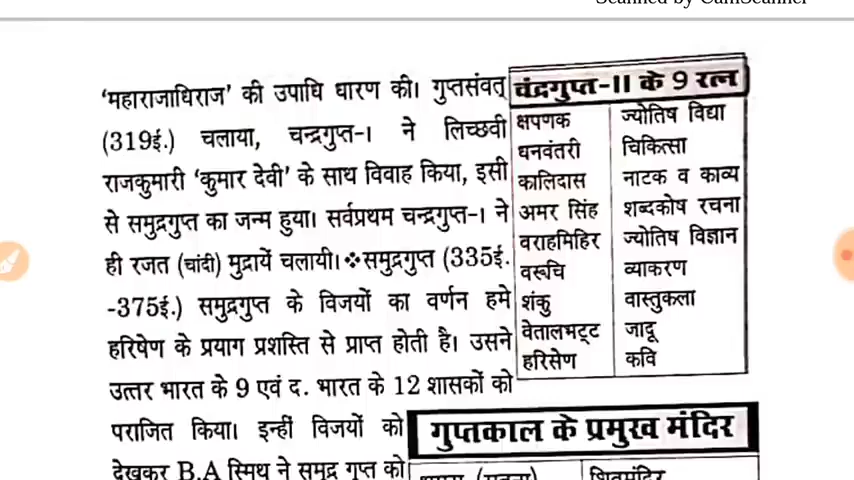 'महाराजाधिराज' की उपाधि धारण की। गुप्तसंवत्
(319ई.) चलाया, चन्द्रगुप्त-I ने लिच्छवी
राजकुमारी 'कुमार देवी' के साथ विवाह किया, इसी
से समुद्रगुप्त का जन्म हुया। सर्वप्रथम चन्द्रगुप्त-I ने
ही रजत (चांदी) मुद्रायें चलायी। ❖समुद्रगुप्त (335ई.
-375ई.) समुद्रगुप्त के विजयों का वर्णन हमे
हरिषेण के प्रयाग प्रशस्ति से प्राप्त होती है। उसने
उत्तर भारत के 9 एवं द. भारत के 12 शासकों को
पराजित किया। इन्हीं विजयों को
देखकर B.A स्मिथ ने समुद्र गुप्त को
चंद्रगुप्त-II के 9 रत्न
क्षपणक ज्योतिष विद्या
धनवंतरी चिकित्सा
कालिदास नाटक व काव्य
अमर सिंह शब्दकोष रचना
वराहमिहिर ज्योतिष विज्ञान
वरूचि व्याकरण
शंकु वास्तुकला
वेतालभट्ट जादू
हरिसेण कवि
गुप्तकाल के प्रमुख मंदिर
शिवमंदिर